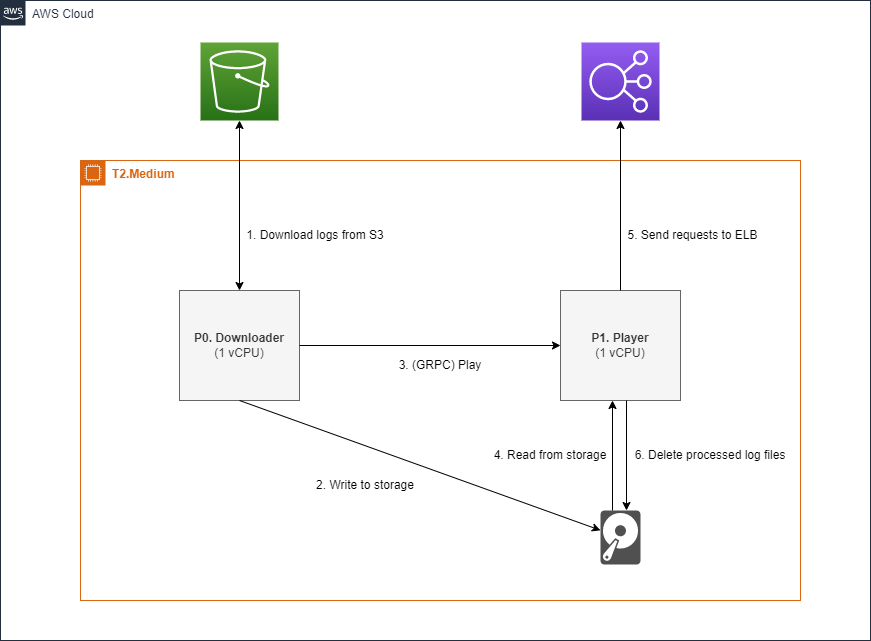 aws
AWS Cloud
T2.Medium
1. Download logs from S3
5. Send requests to ELB
P0. Downloader
(1 vCPU)
P1. Player
(1 vCPU)
3. (GRPC) Play
4. Read from storage
6. Delete processed log files
2. Write to storage